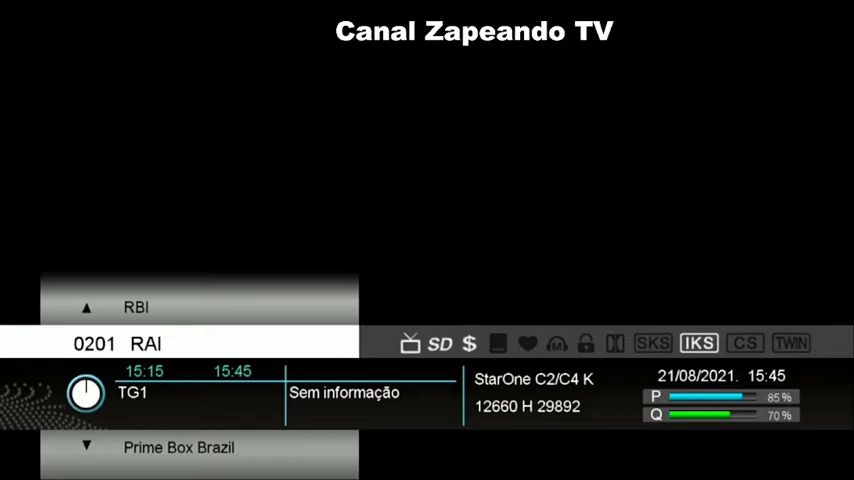 Canal Zapeando TV
▲ RBI
0201 RAI SD $ SKS IKS CS TWIN
15:15 15:45
TG1
Sem informação
StarOne C2/C4 K
12660 H 29892
21/08/2021. 15:45
P 85%
Q 70%
▼ Prime Box Brazil